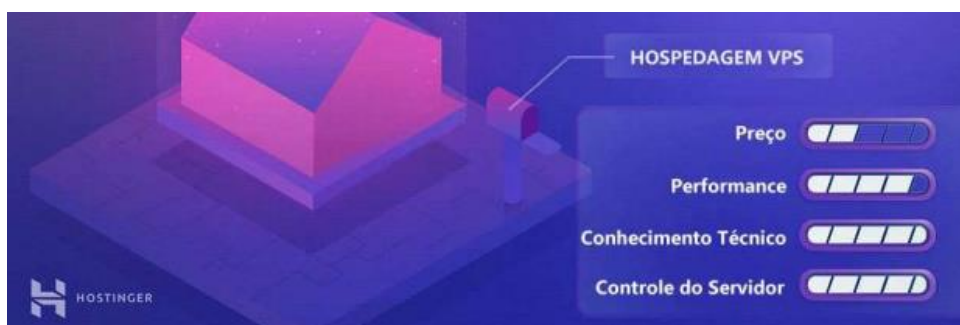 HOSPEDAGEM VPS
Preço
Performance
Conhecimento Técnico
Controle do Servidor
HOSTINGER